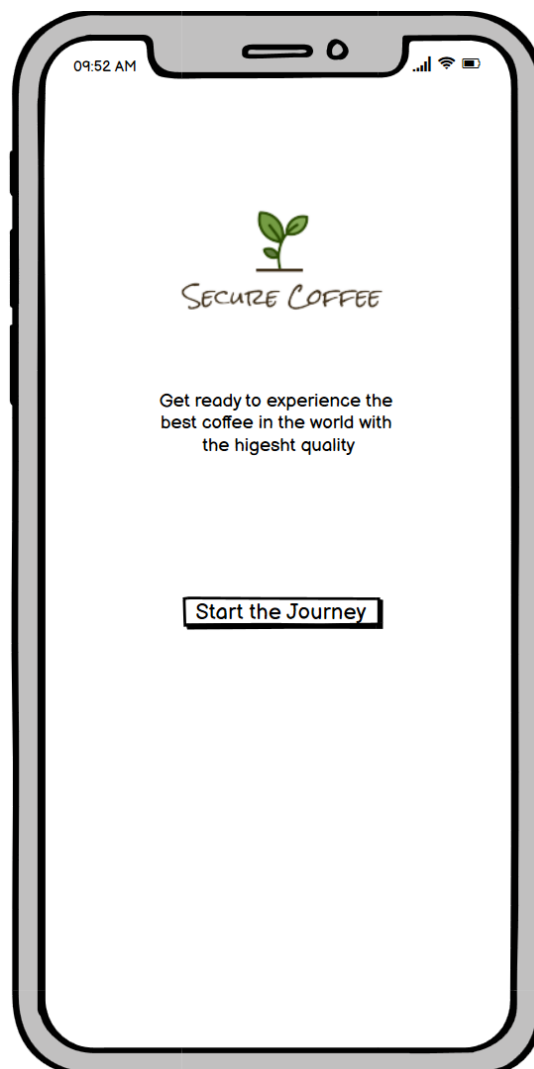 09:52 AM
SECURE COFFEE
Get ready to experience the
best coffee in the world with
the higesht quality
Start the Journey